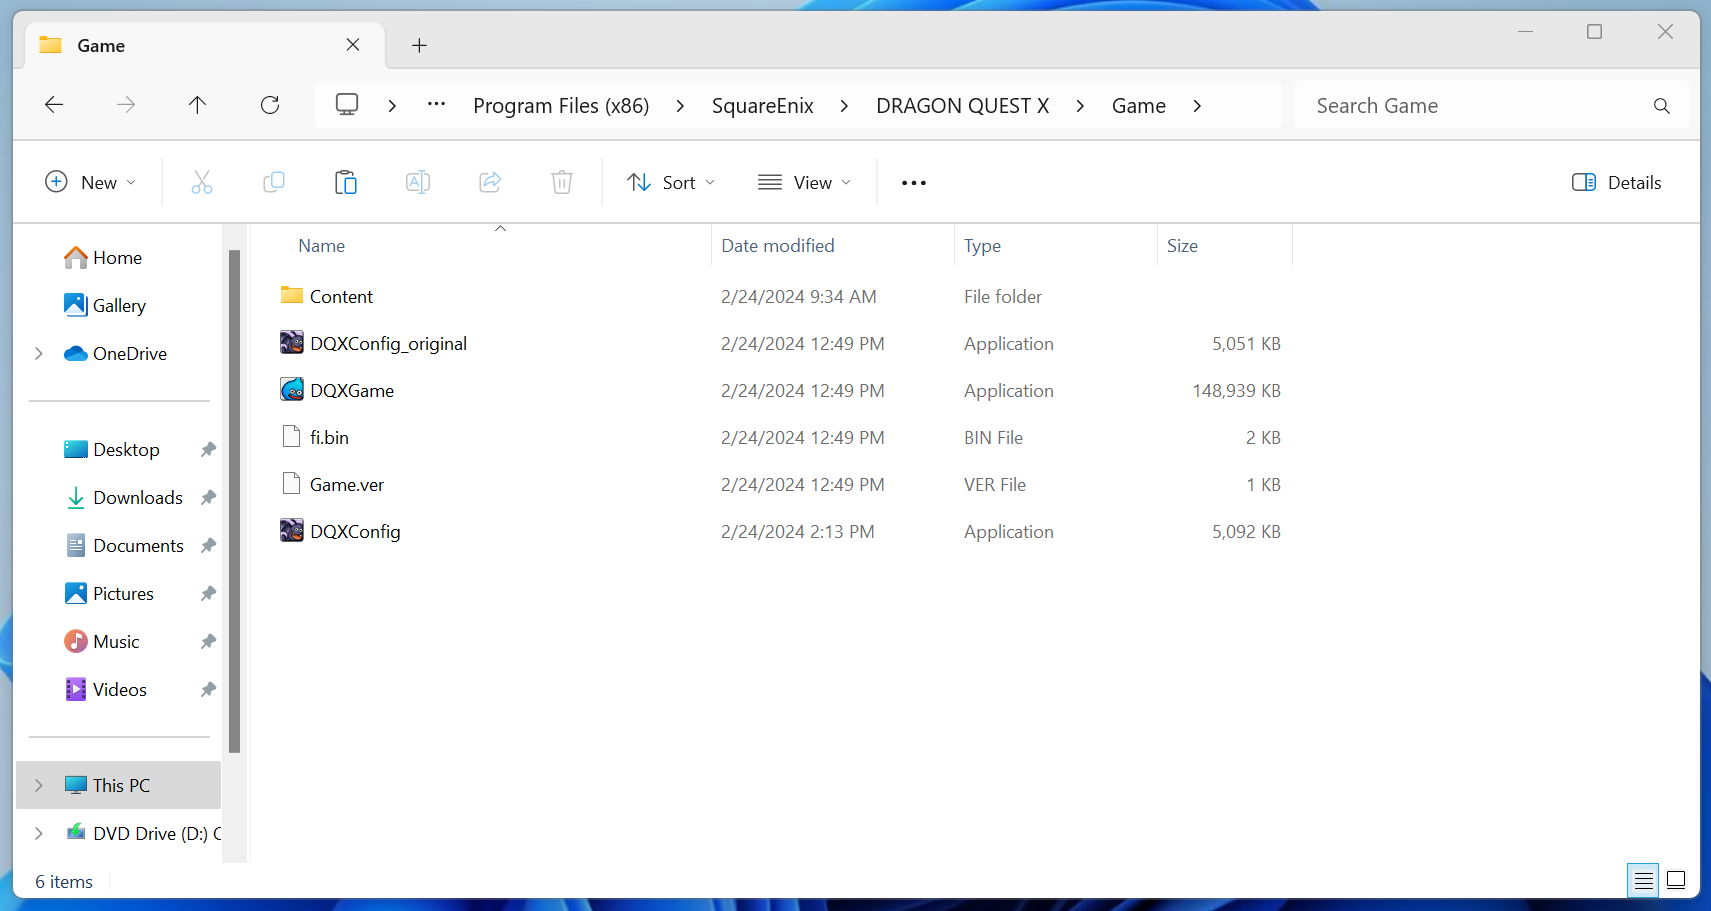 Game
Program Files (x86) SquareEnix DRAGON QUEST X Game Search Game
New Sort View Details
Name Date modified Type Size
Home
Gallery
OneDrive
Desktop
Downloads
Documents
Pictures
Music
Videos
This PC
DVD Drive (D:) C
Content 2/24/2024 9:34 AM File folder
DQXConfig_original 2/24/2024 12:49 PM Application 5,051 KB
DQXGame 2/24/2024 12:49 PM Application 148,939 KB
fi.bin 2/24/2024 12:49 PM BIN File 2 KB
Game.ver 2/24/2024 12:49 PM VER File 1 KB
DQXConfig 2/24/2024 2:13 PM Application 5,092 KB
6 items